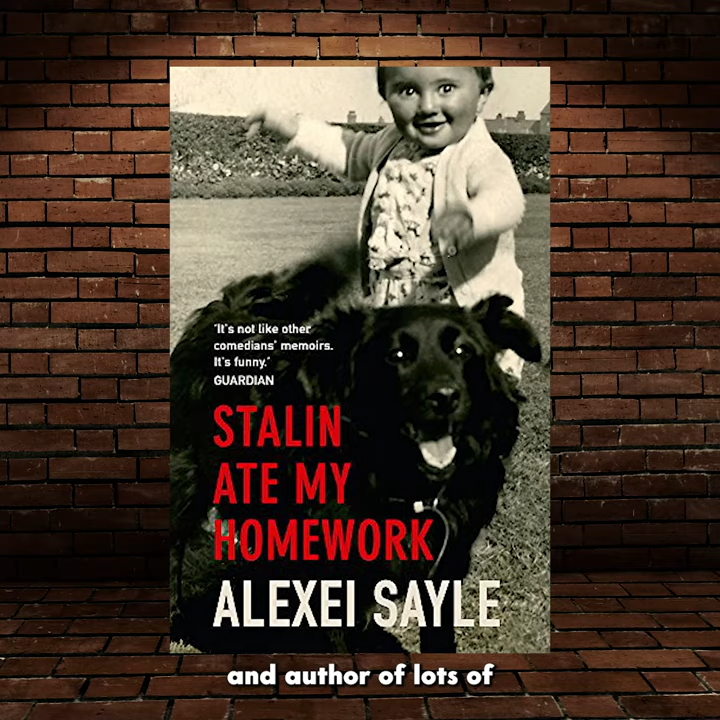 'It's not like other
comedians' memoirs.
It's funny.'
GUARDIAN
STALIN
ATE MY
HOMEWORK
ALEXEI SAYLE
and author of lots of